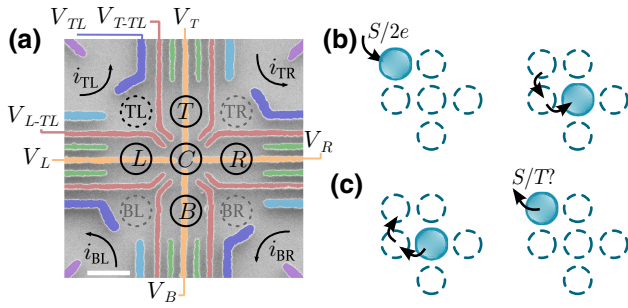 V_TL V_T-TL V_T
(a)
i_TL i_TR
TL T TR
V_L-TL
V_L L C R V_R
BL B BR
i_BL i_BR
V_B
(b)
S/2e
(c)
S/T?